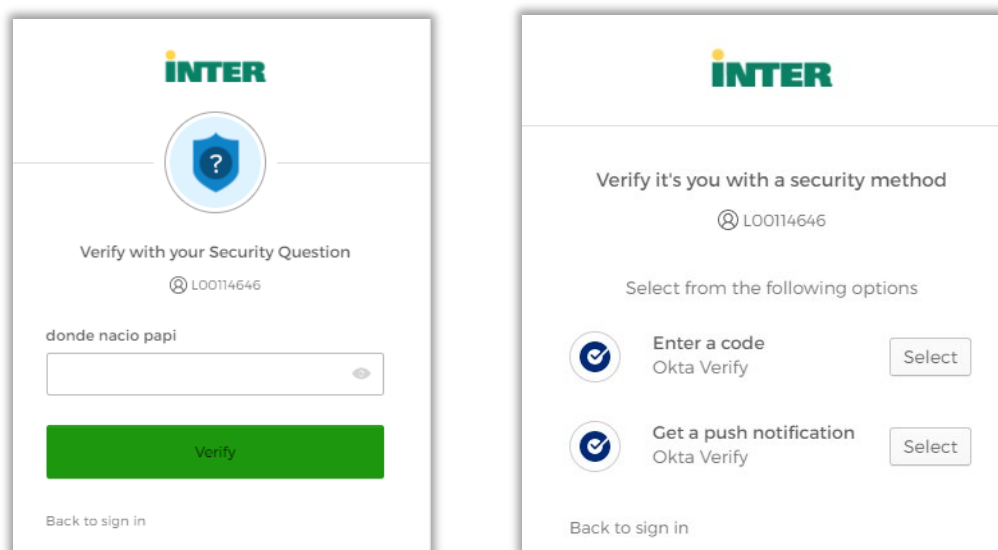 INTER
?
Verify with your Security Question
L00114646
donde nacio papi
Verify
Back to sign in
INTER
Verify it's you with a security method
L00114646
Select from the following options
Enter a code
Okta Verify
Select
Get a push notification
Okta Verify
Select
Back to sign in